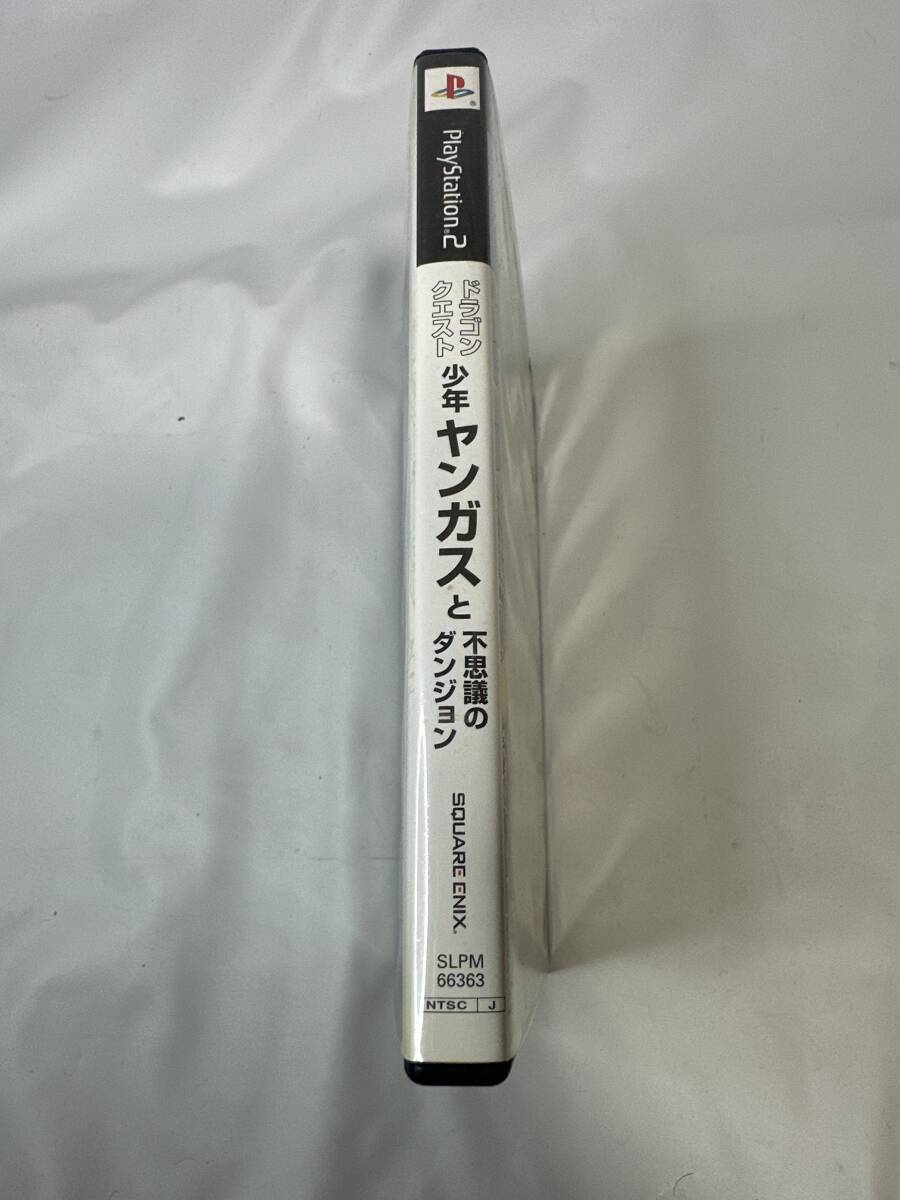 PlayStation®2
ドラゴン
クエスト
少年
ヤンガス
と
不思議の
ダンジョン
SQUARE ENIX.
SLPM
66363
NTSC J